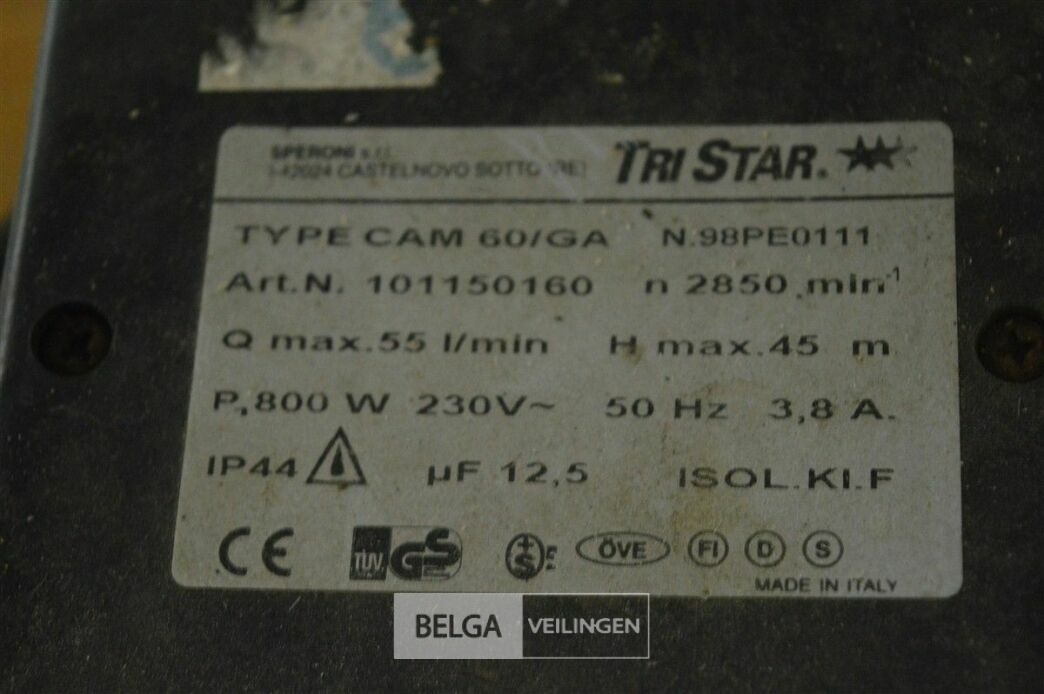 SPERONI s.r.l.
I-42024 CASTELNOVO SOTTO (RE)
TRI STAR.
TYPE CAM 60/GA N.98PE0111
Art.N. 101150160 n 2850 min-1
Q max.55 l/min H max.45 m
P,800 W 230V~ 50 Hz 3,8 A.
IP44 µF 12,5 ISOL.KI.F
CE TÜV GS S ÖVE FI D S
MADE IN ITALY
BELGA VEILINGEN